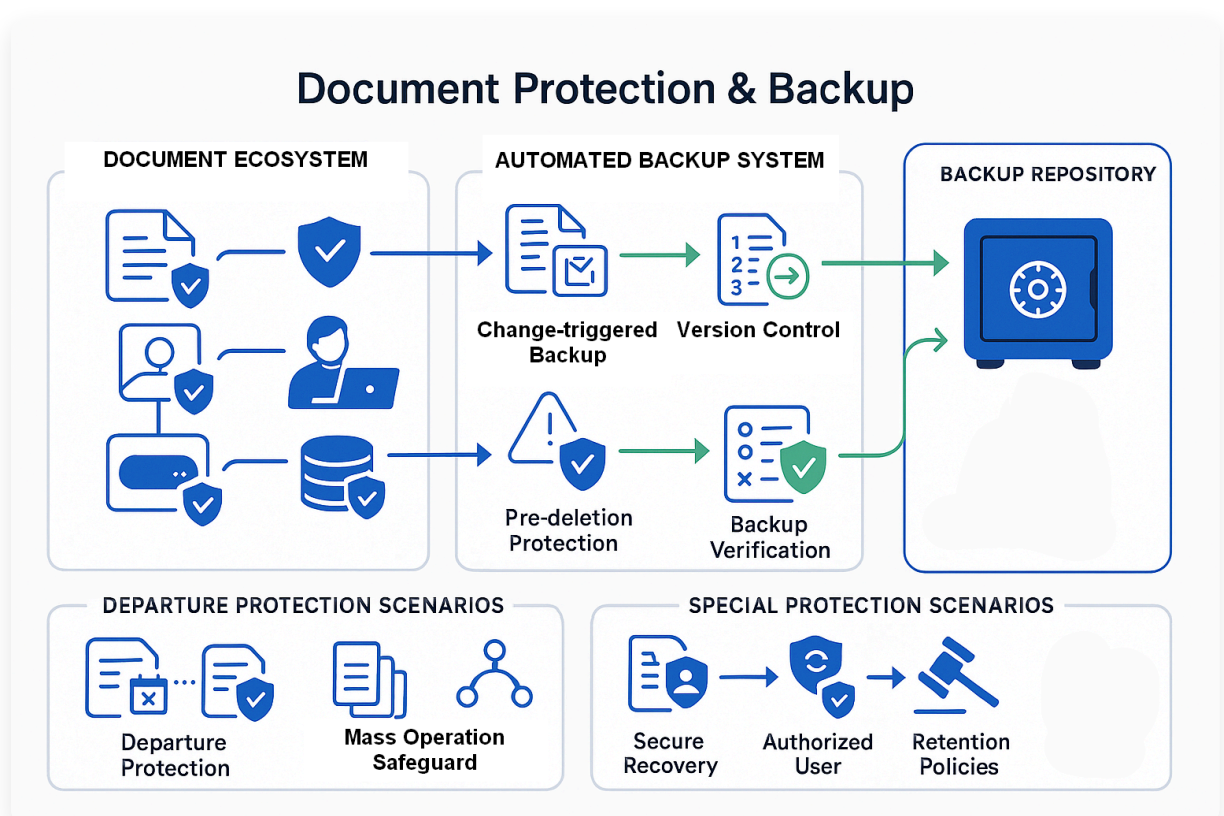 Document Protection & Backup
DOCUMENT ECOSYSTEM
AUTOMATED BACKUP SYSTEM
BACKUP REPOSITORY
1
2
3
Change-triggered
Backup
Version Control
Pre-deletion
Protection
Backup
Verification
DEPARTURE PROTECTION SCENARIOS
Departure
Protection
Mass Operation
Safeguard
SPECIAL PROTECTION SCENARIOS
Secure
Recovery
Authorized
User
Retention
Policies